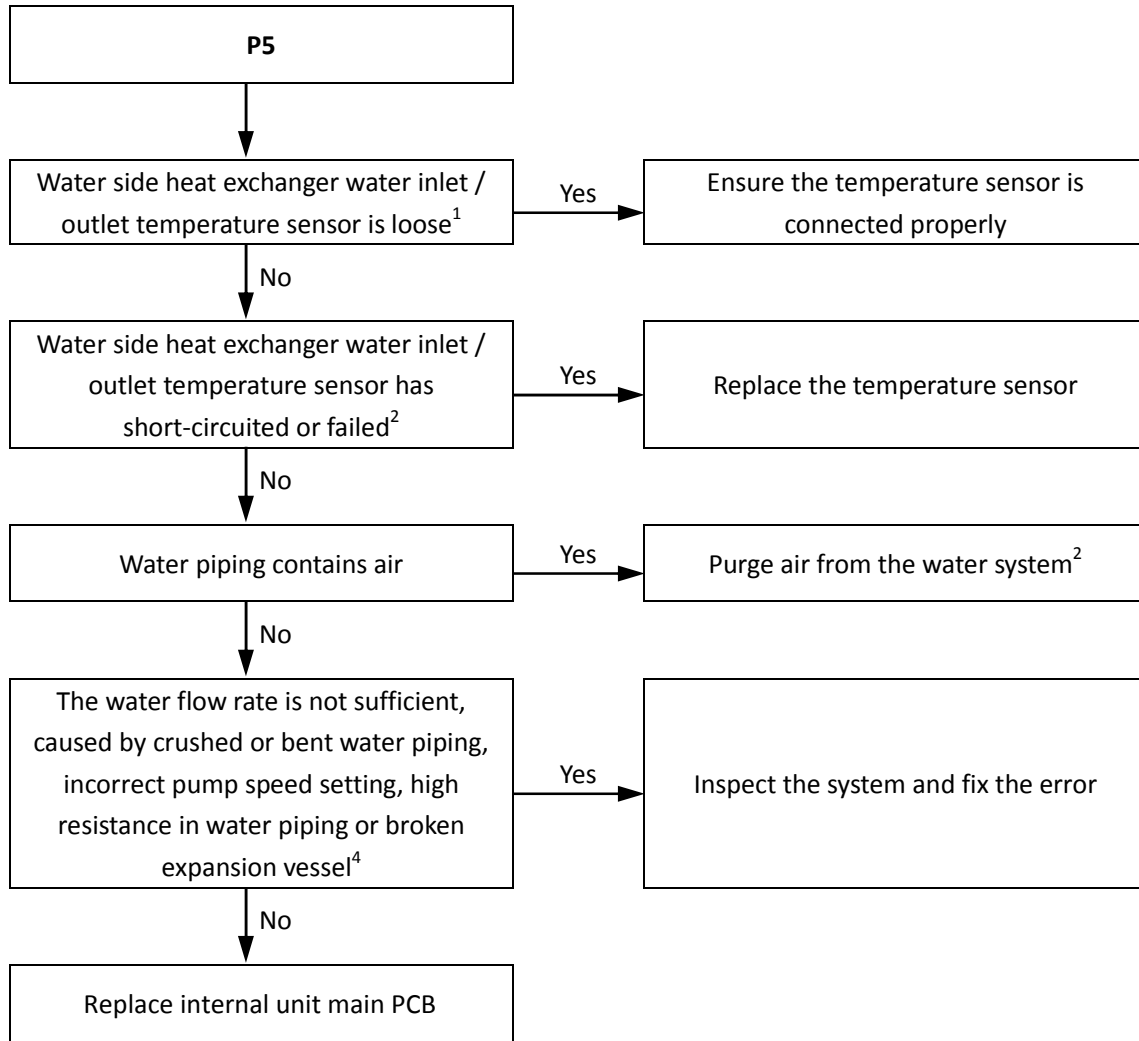 P5
Water side heat exchanger water inlet /
outlet temperature sensor is loose¹
Yes
Ensure the temperature sensor is
connected properly
No
Water side heat exchanger water inlet /
outlet temperature sensor has
short-circuited or failed²
Yes
Replace the temperature sensor
No
Water piping contains air
Yes
Purge air from the water system²
No
The water flow rate is not sufficient,
caused by crushed or bent water piping,
incorrect pump speed setting, high
resistance in water piping or broken
expansion vessel⁴
Yes
Inspect the system and fix the error
No
Replace internal unit main PCB